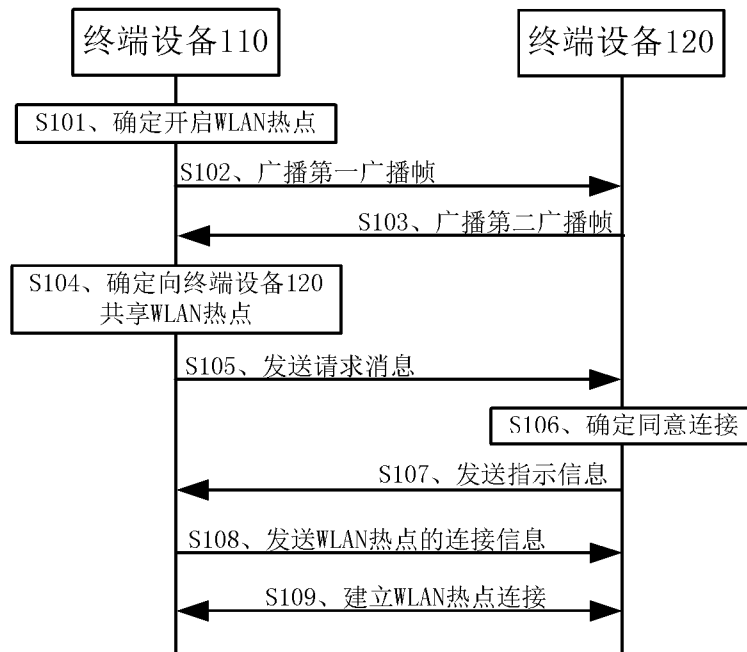 终端设备110
终端设备120
S101、确定开启WLAN热点
S102、广播第一广播帧
S103、广播第二广播帧
S104、确定向终端设备120
共享WLAN热点
S105、发送请求消息
S106、确定同意连接
S107、发送指示信息
S108、发送WLAN热点的连接信息
S109、建立WLAN热点连接